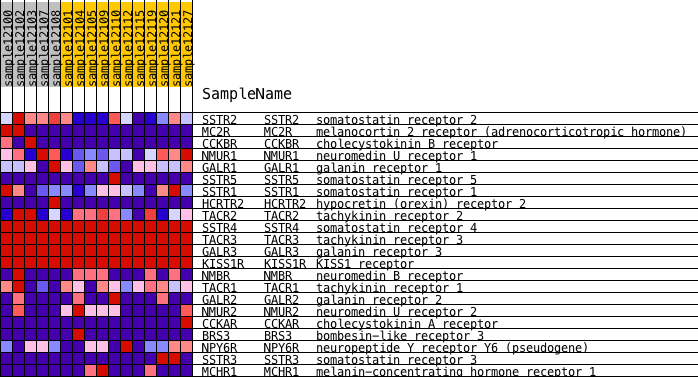 sample12100 sample12102 sample12103 sample12107 sample12108 sample12101 sample12104 sample12105 sample12109 sample12110 sample12112 sample12115 sample12119 sample12120 sample12121 sample12127
SampleName
SSTR2 SSTR2 somatostatin receptor 2
MC2R MC2R melanocortin 2 receptor (adrenocorticotropic hormone)
CCKBR CCKBR cholecystokinin B receptor
NMUR1 NMUR1 neuromedin U receptor 1
GALR1 GALR1 galanin receptor 1
SSTR5 SSTR5 somatostatin receptor 5
SSTR1 SSTR1 somatostatin receptor 1
HCRTR2 HCRTR2 hypocretin (orexin) receptor 2
TACR2 TACR2 tachykinin receptor 2
SSTR4 SSTR4 somatostatin receptor 4
TACR3 TACR3 tachykinin receptor 3
GALR3 GALR3 galanin receptor 3
KISS1R KISS1R KISS1 receptor
NMBR NMBR neuromedin B receptor
TACR1 TACR1 tachykinin receptor 1
GALR2 GALR2 galanin receptor 2
NMUR2 NMUR2 neuromedin U receptor 2
CCKAR CCKAR cholecystokinin A receptor
BRS3 BRS3 bombesin-like receptor 3
NPY6R NPY6R neuropeptide Y receptor Y6 (pseudogene)
SSTR3 SSTR3 somatostatin receptor 3
MCHR1 MCHR1 melanin-concentrating hormone receptor 1